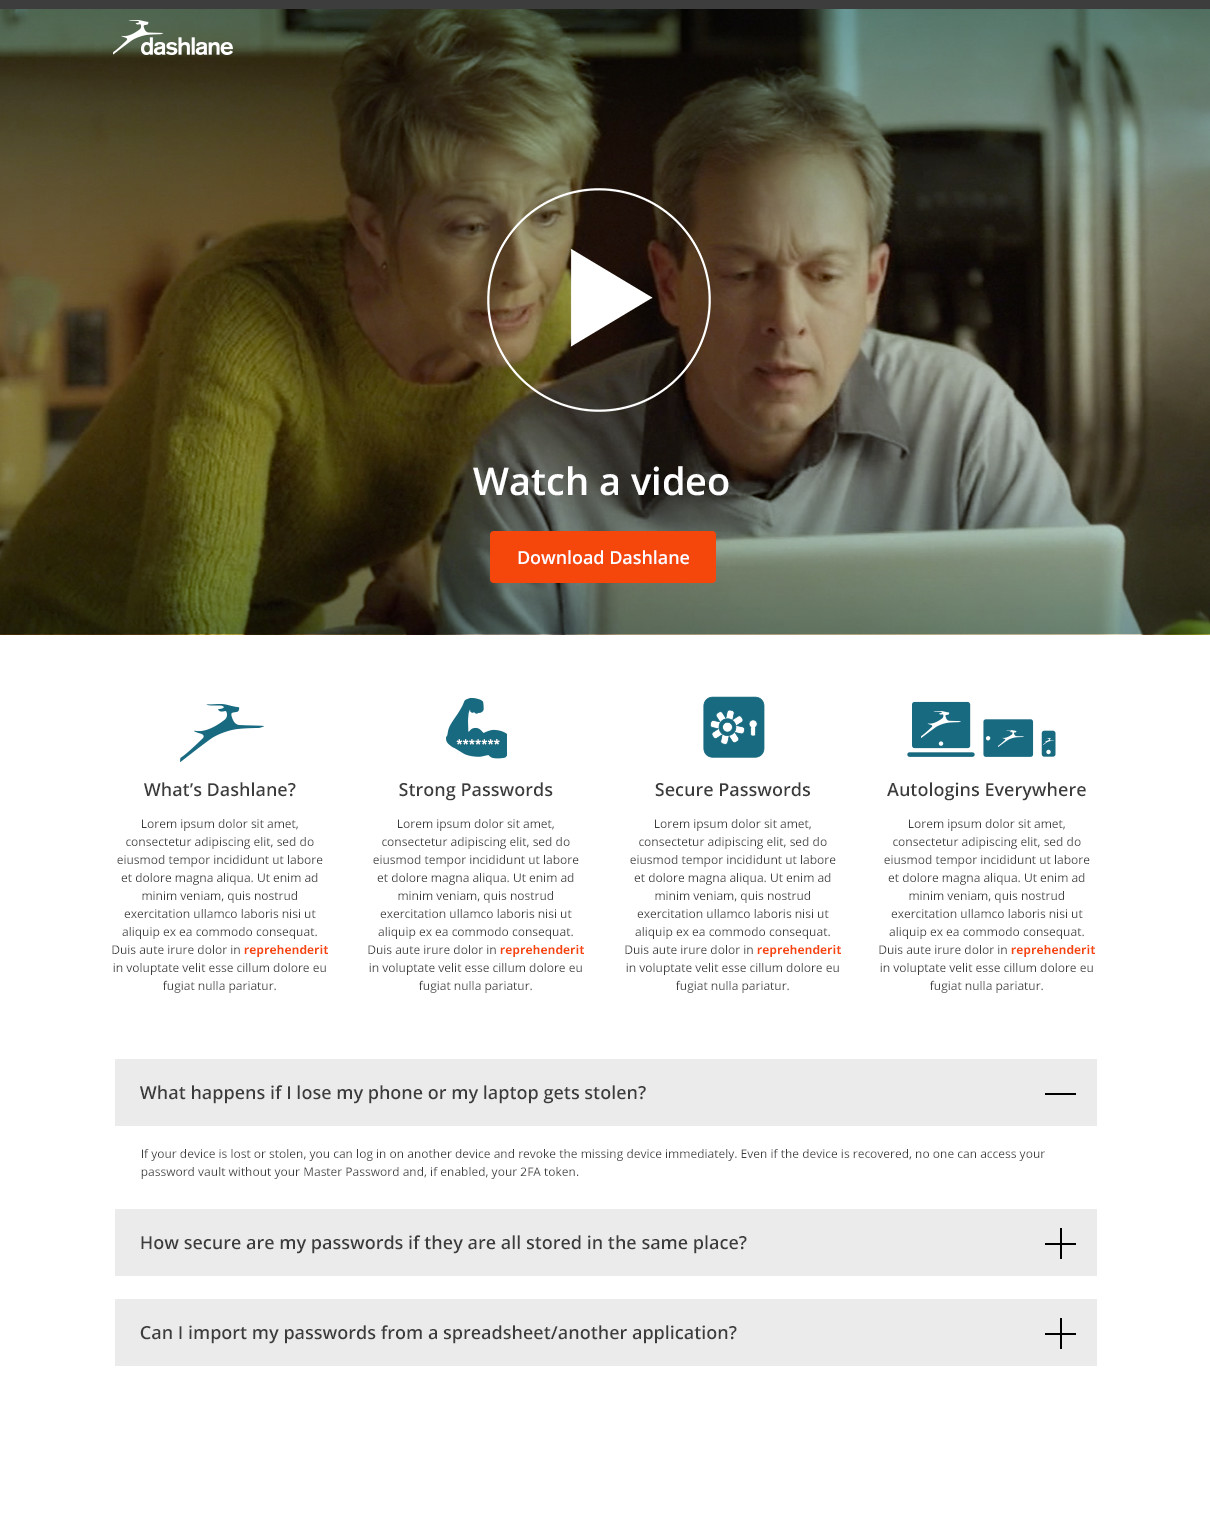 dashlane
Watch a video
Download Dashlane
*******
What's Dashlane?
Lorem ipsum dolor sit amet,
consectetur adipiscing elit, sed do
eiusmod tempor incididunt ut labore
et dolore magna aliqua. Ut enim ad
minim veniam, quis nostrud
exercitation ullamco laboris nisi ut
aliquip ex ea commodo consequat.
Duis aute irure dolor in reprehenderit
in voluptate velit esse cillum dolore eu
fugiat nulla pariatur.
Strong Passwords
Lorem ipsum dolor sit amet,
consectetur adipiscing elit, sed do
eiusmod tempor incididunt ut labore
et dolore magna aliqua. Ut enim ad
minim veniam, quis nostrud
exercitation ullamco laboris nisi ut
aliquip ex ea commodo consequat.
Duis aute irure dolor in reprehenderit
in voluptate velit esse cillum dolore eu
fugiat nulla pariatur.
Secure Passwords
Lorem ipsum dolor sit amet,
consectetur adipiscing elit, sed do
eiusmod tempor incididunt ut labore
et dolore magna aliqua. Ut enim ad
minim veniam, quis nostrud
exercitation ullamco laboris nisi ut
aliquip ex ea commodo consequat.
Duis aute irure dolor in reprehenderit
in voluptate velit esse cillum dolore eu
fugiat nulla pariatur.
Autologins Everywhere
Lorem ipsum dolor sit amet,
consectetur adipiscing elit, sed do
eiusmod tempor incididunt ut labore
et dolore magna aliqua. Ut enim ad
minim veniam, quis nostrud
exercitation ullamco laboris nisi ut
aliquip ex ea commodo consequat.
Duis aute irure dolor in reprehenderit
in voluptate velit esse cillum dolore eu
fugiat nulla pariatur.
What happens if I lose my phone or my laptop gets stolen?
If your device is lost or stolen, you can log in on another device and revoke the missing device immediately. Even if the device is recovered, no one can access your
password vault without your Master Password and, if enabled, your 2FA token.
How secure are my passwords if they are all stored in the same place?
Can I import my passwords from a spreadsheet/another application?